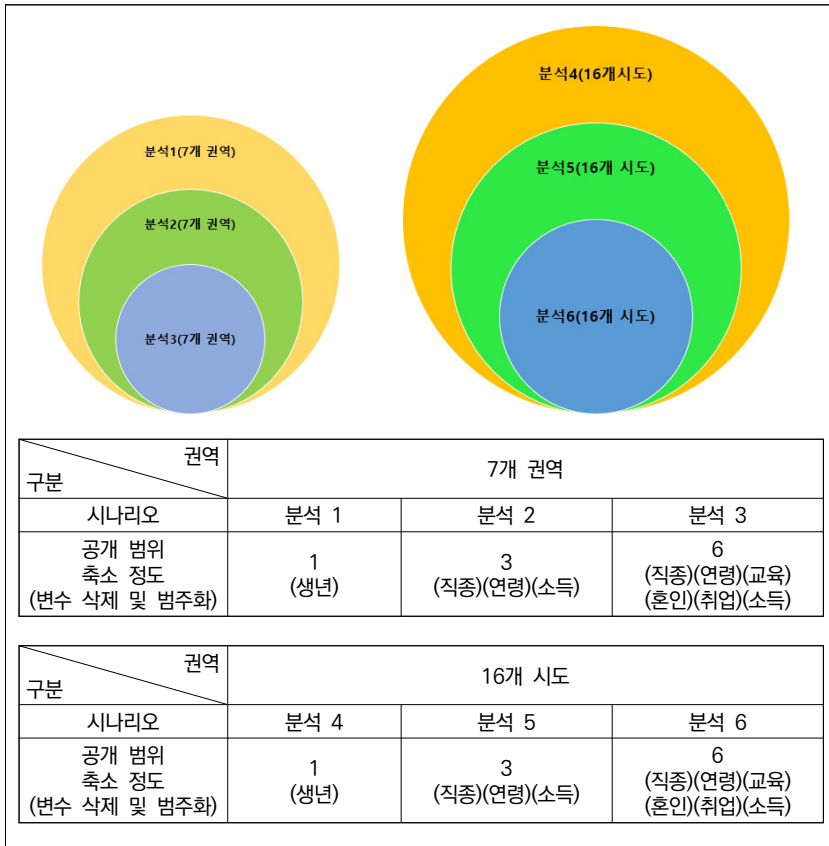 분석1(7개 권역)
분석2(7개 권역)
분석3(7개 권역)
분석4(16개시도)
분석5(16개 시도)
분석6(16개 시도)
권역
구분
7개 권역
시나리오
분석 1
분석 2
분석 3
공개 범위
축소 정도
(변수 삭제 및 범주화)
1
(생년)
3
(직종)(연령)(소득)
6
(직종)(연령)(교육)
(혼인)(취업)(소득)
권역
구분
16개 시도
시나리오
분석 4
분석 5
분석 6
공개 범위
축소 정도
(변수 삭제 및 범주화)
1
(생년)
3
(직종)(연령)(소득)
6
(직종)(연령)(교육)
(혼인)(취업)(소득)